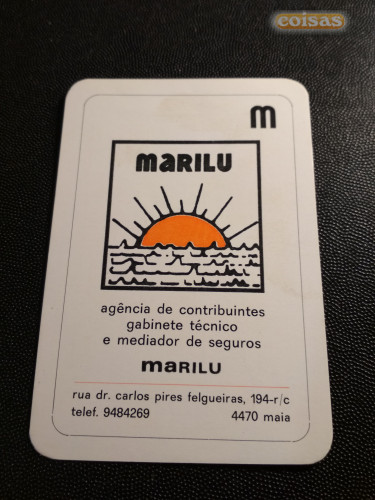 coisas
m
maRILU
agência de contribuintes
gabinete técnico
e mediador de seguros
maRILU
rua dr. carlos pires felgueiras, 194-r/c
telef. 9484269 4470 maia